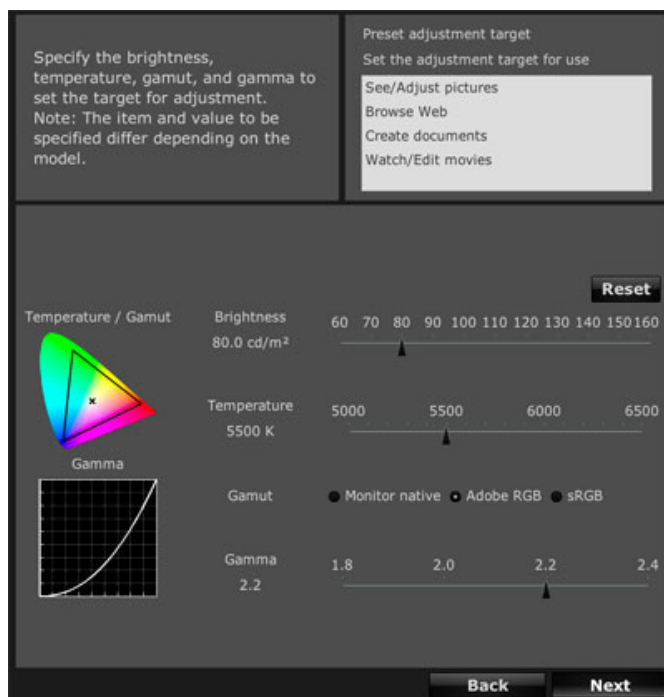 Specify the brightness,
temperature, gamut, and gamma to
set the target for adjustment.
Note: The item and value to be
specified differ depending on the
model.
Preset adjustment target
Set the adjustment target for use
See/Adjust pictures
Browse Web
Create documents
Watch/Edit movies
Reset
Temperature / Gamut
Brightness
80.0 cd/m²
60 70 80 90 100 110 120 130 140 150 160
Temperature
5500 K
5000 5500 6000 6500
Gamma
Gamut
Monitor native Adobe RGB sRGB
Gamma
2.2
1.8 2.0 2.2 2.4
Back Next